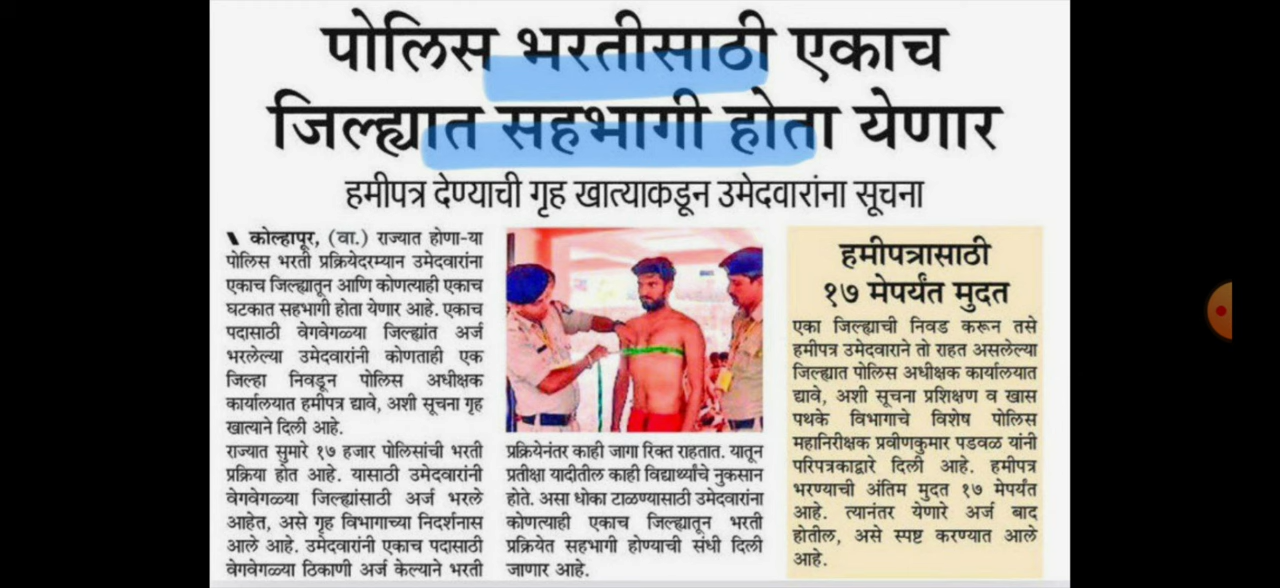 पोलिस भरतीसाठी एकाच
जिल्ह्यात सहभागी होता येणार
हमीपत्र देण्याची गृह खात्याकडून उमेदवारांना सूचना
कोल्हापूर, (वा.) राज्यात होणा-या
पोलिस भरती प्रक्रियेदरम्यान उमेदवारांना
एकाच जिल्ह्यातून आणि कोणत्याही एकाच
घटकात सहभागी होता येणार आहे. एकाच
पदासाठी वेगवेगळ्या जिल्ह्यांत अर्ज
भरलेल्या उमेदवारांनी कोणताही एक
जिल्हा निवडून पोलिस अधीक्षक
कार्यालयात हमीपत्र द्यावे, अशी सूचना गृह
खात्याने दिली आहे.
राज्यात सुमारे १७ हजार पोलिसांची भरती
प्रक्रिया होत आहे. यासाठी उमेदवारांनी
वेगवेगळ्या जिल्ह्यांसाठी अर्ज भरले
आहेत, असे गृह विभागाच्या निदर्शनास
आले आहे. उमेदवारांनी एकाच पदासाठी
वेगवेगळ्या ठिकाणी अर्ज केल्याने भरती
प्रक्रियेनंतर काही जागा रिक्त राहतात. यातून
प्रतीक्षा यादीतील काही विद्यार्थ्यांचे नुकसान
होते. असा धोका टाळण्यासाठी उमेदवारांना
कोणत्याही एकाच जिल्ह्यातून भरती
प्रक्रियेत सहभागी होण्याची संधी दिली
जाणार आहे.
हमीपत्रासाठी
१७ मेपर्यंत मुदत
एका जिल्ह्याची निवड करून तसे
हमीपत्र उमेदवाराने तो राहत असलेल्या
जिल्ह्यात पोलिस अधीक्षक कार्यालयात
द्यावे, अशी सूचना प्रशिक्षण व खास
पथके विभागाचे विशेष पोलिस
महानिरीक्षक प्रवीणकुमार पडवळ यांनी
परिपत्रकाद्वारे दिली आहे. हमीपत्र
भरण्याची अंतिम मुदत १७ मेपर्यंत
आहे. त्यानंतर येणारे अर्ज बाद
होतील, असे स्पष्ट करण्यात आले
आहे.